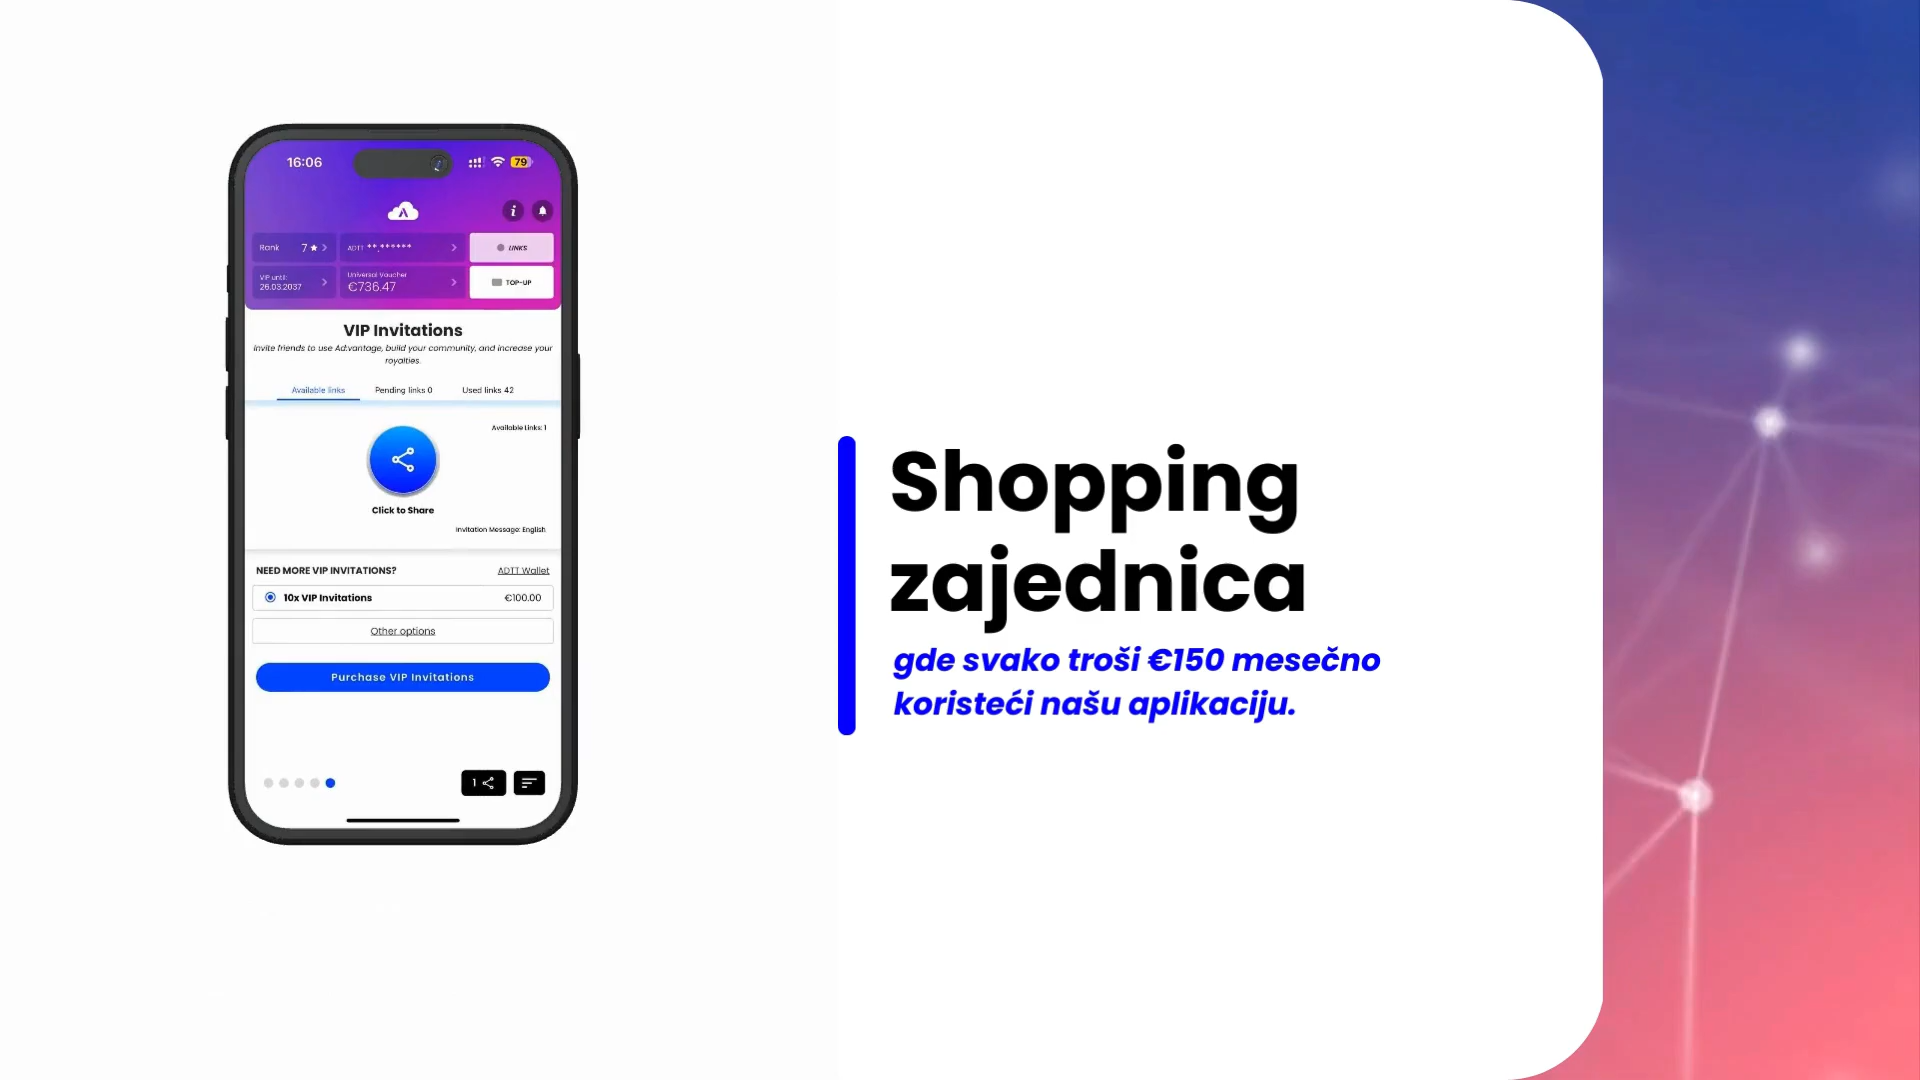 16:06
79
Rank 7
ADTT **.******
LINKS
VIP until:
26.03.2037
Universal Voucher
€736.47
TOP-UP
VIP Invitations
Invite friends to use Ad:vantage, build your community, and increase your
royalties.
Available links
Pending links 0
Used links 42
Available Links: 1
Click to Share
Invitation Message: English
NEED MORE VIP INVITATIONS?
ADTT Wallet
10x VIP Invitations
€100.00
Other options
Purchase VIP Invitations
1
Shopping
zajednica
gde svako troši €150 mesečno
koristeći našu aplikaciju.